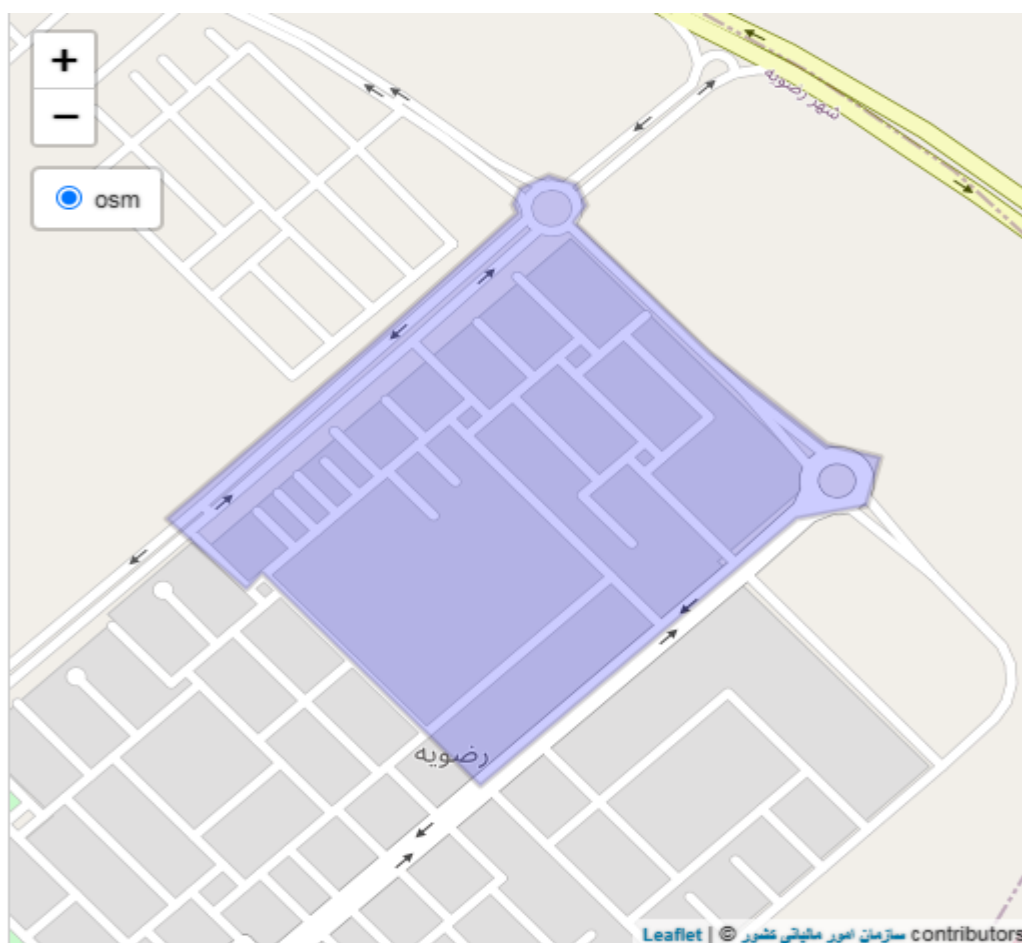 +
−
osm
شهر رضویه
رضویه
Leaflet | © سازمان امور مالیاتی کشور contributors